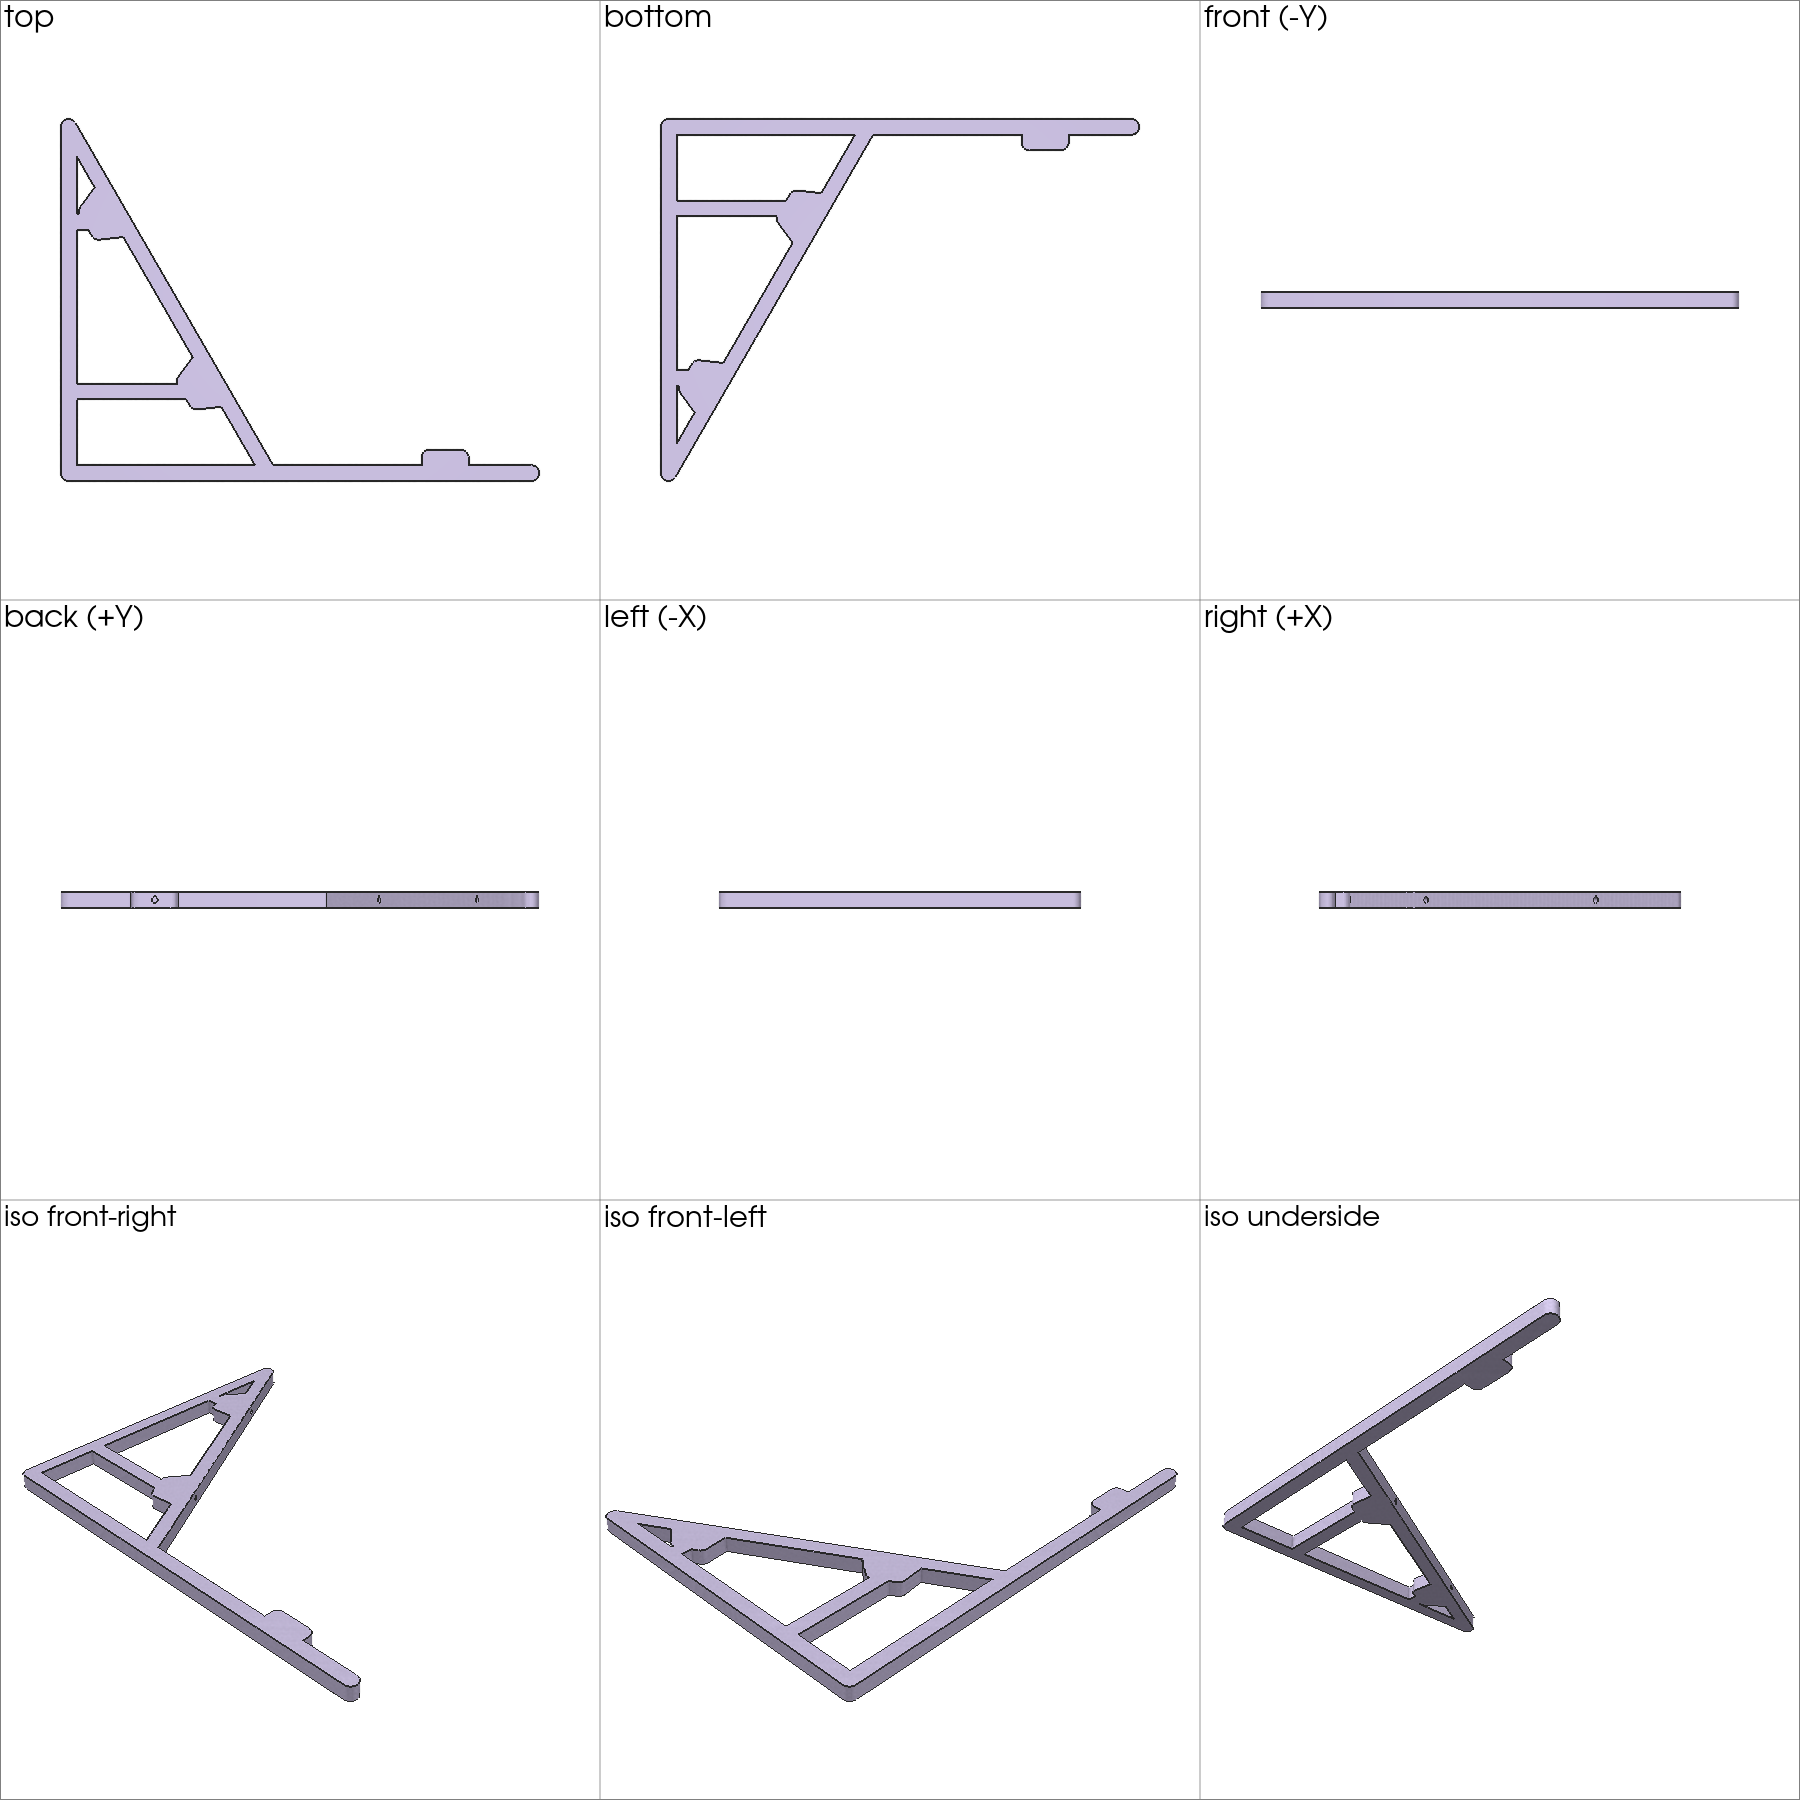 top
bottom
front (-Y)
back (+Y)
left (-X)
right (+X)
iso front-right
iso front-left
iso underside